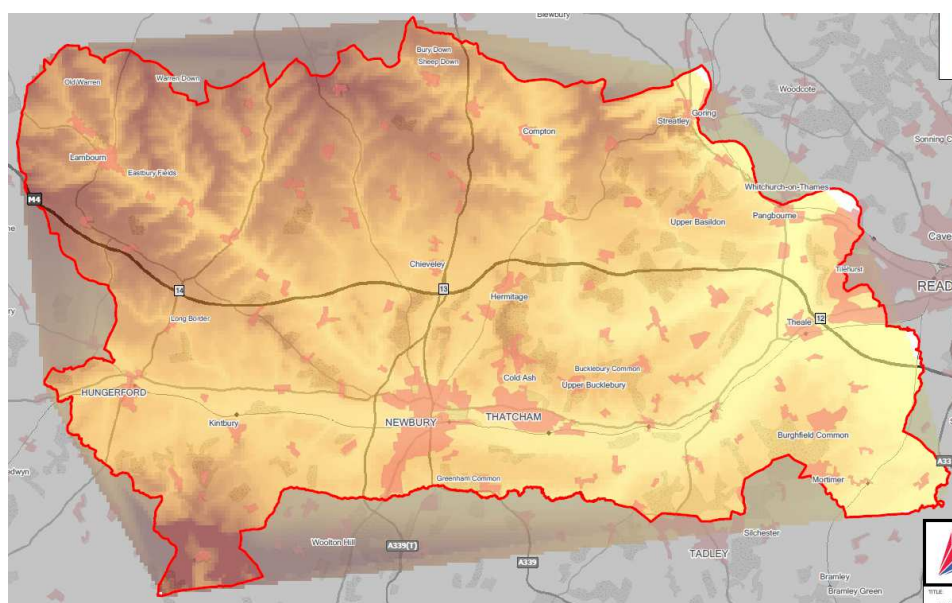 Blewbury
Bury Down
Sheep Down
Old Warren
Warren Down
Woodcote
Goring
Streatley
Compton
Sonning C
Lambourn
Eastbury Fields
Whitchurch-on-Thames
M4
Upper Basildon
Pangbourne
Cave
Chieveley
Tilehurst
14
13
Hermitage
READ
Long Border
Theale
12
Bucklebury Common
Cold Ash
Upper Bucklebury
HUNGERFORD
Kintbury
NEWBURY
THATCHAM
Burghfield Common
A33
edwyn
Greenham Common
Mortimer
Woolton Hill
A339(1)
Silchester
TADLEY
A339
Bramley
Bramley Green
TITLE